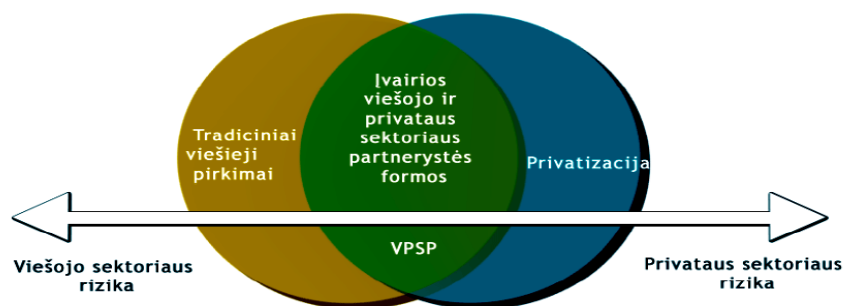 Įvairios
viešojo ir
privataus
sektoriaus
partnerystės
formos
Tradiciniai
viešieji
pirkimai
Privatizacija
VPSP
Viešojo sektoriaus
rizika
Privataus sektoriaus
rizika